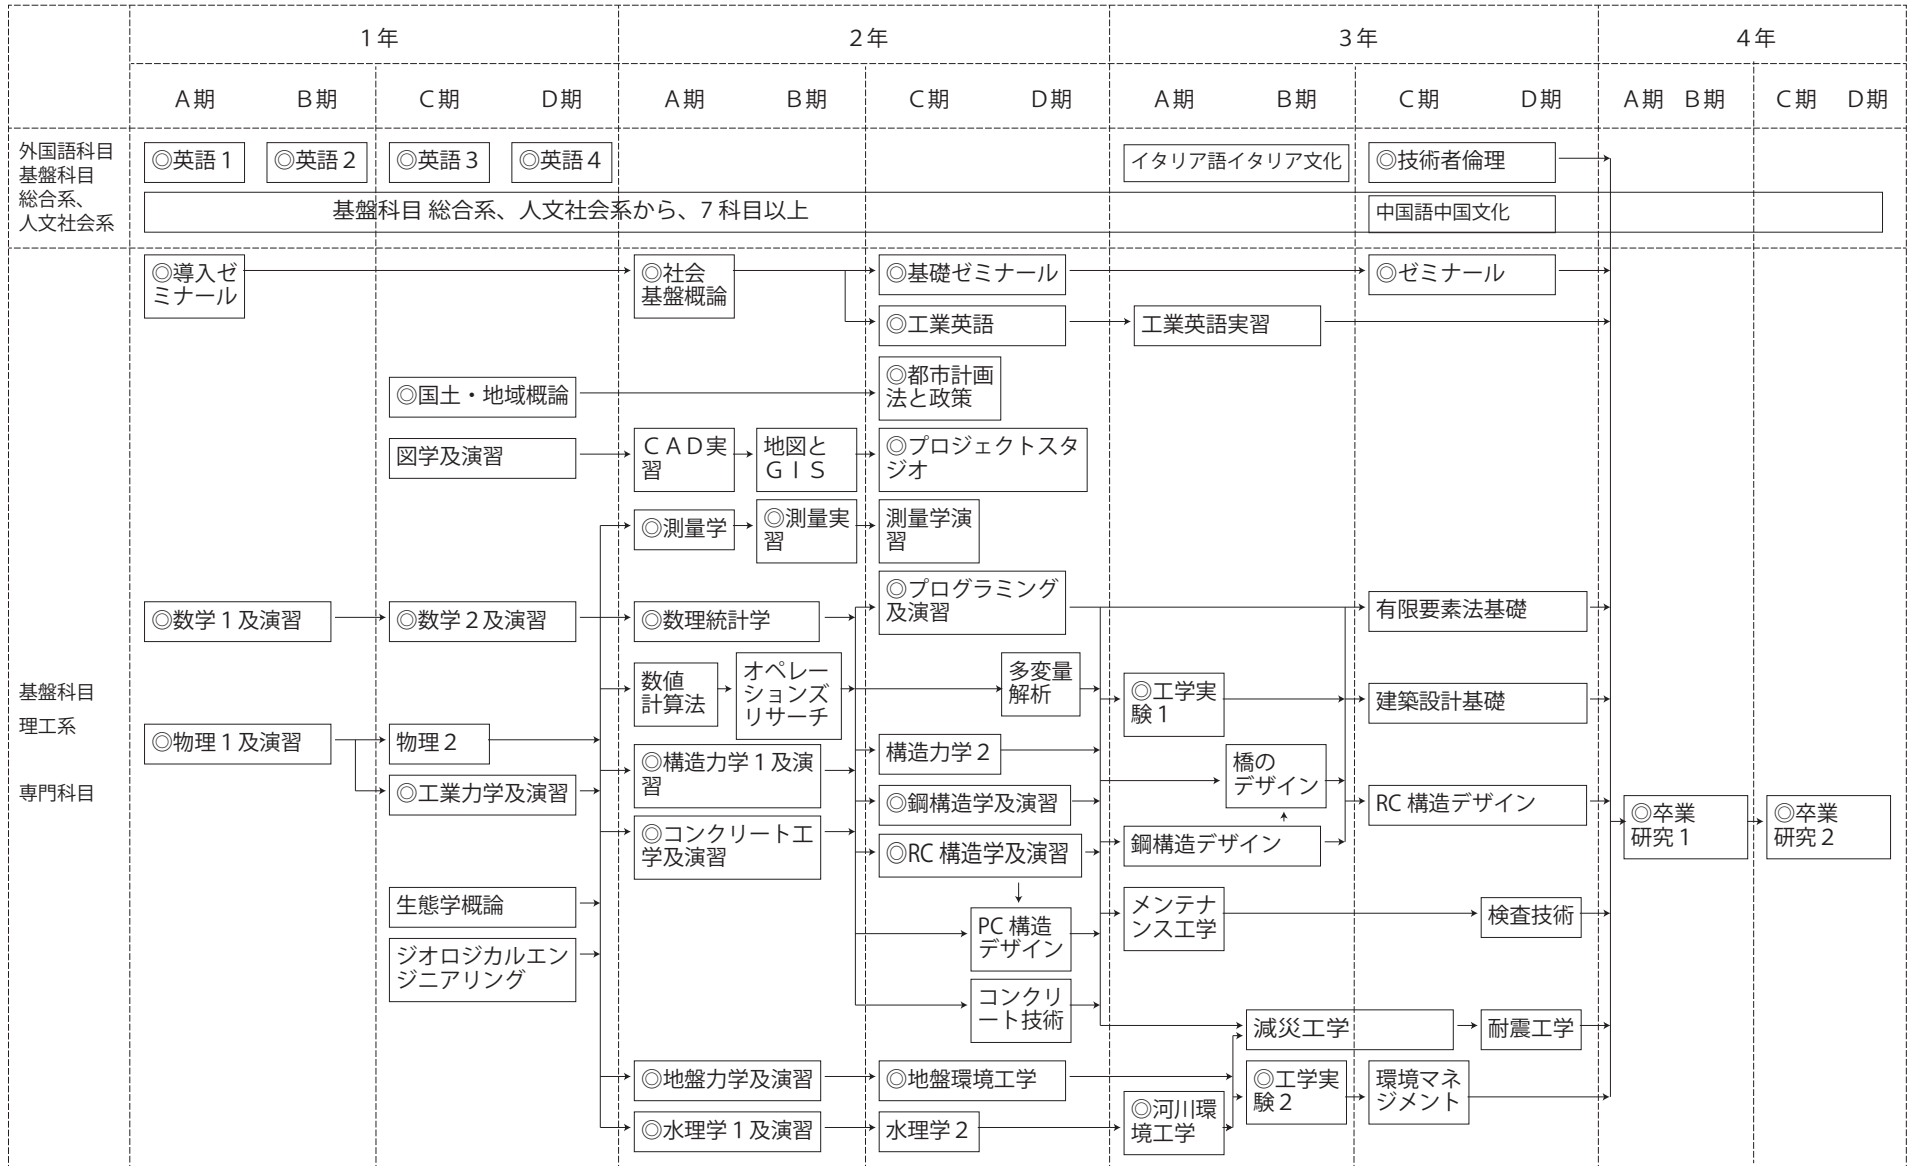 1年 2年 3年 4年
A期 B期 C期 D期 A期 B期 C期 D期 A期 B期 C期 D期 A期 B期 C期 D期
外国語科目
基盤科目
総合系、
人文社会系
◎英語1 ◎英語2 ◎英語3 ◎英語4 イタリア語イタリア文化 ◎技術者倫理
基盤科目 総合系、人文社会系から、7科目以上 中国語中国文化
◎導入ゼ
ミナール
◎社会
基盤概論
◎基礎ゼミナール
◎ゼミナール
◎工業英語
工業英語実習
◎国土・地域概論
◎都市計画
法と政策
図学及演習
CAD実
習
地図と
GIS
◎プロジェクトスタ
ジオ
◎測量学
◎測量実
習
測量学演
習
◎数学1及演習
◎数学2及演習
◎数理統計学
◎プログラミング
及演習
有限要素法基礎
基盤科目
理工系
専門科目
数値
計算法
オペレー
ションズ
リサーチ
多変量
解析
◎工学実
験1
建築設計基礎
◎物理1及演習
物理2
◎工業力学及演習
◎構造力学1及演
習
構造力学2
橋の
デザイン
◎鋼構造学及演習
RC 構造デザイン
◎卒業
研究1
◎卒業
研究2
◎コンクリート工
学及演習
◎RC 構造学及演習
鋼構造デザイン
生態学概論
PC 構造
デザイン
メンテナ
ンス工学
検査技術
ジオロジカルエン
ジニアリング
コンクリ
ート技術
減災工学
耐震工学
◎地盤力学及演習
◎地盤環境工学
◎工学実
験2
環境マネ
ジメント
◎水理学1及演習
水理学2
◎河川環
境工学